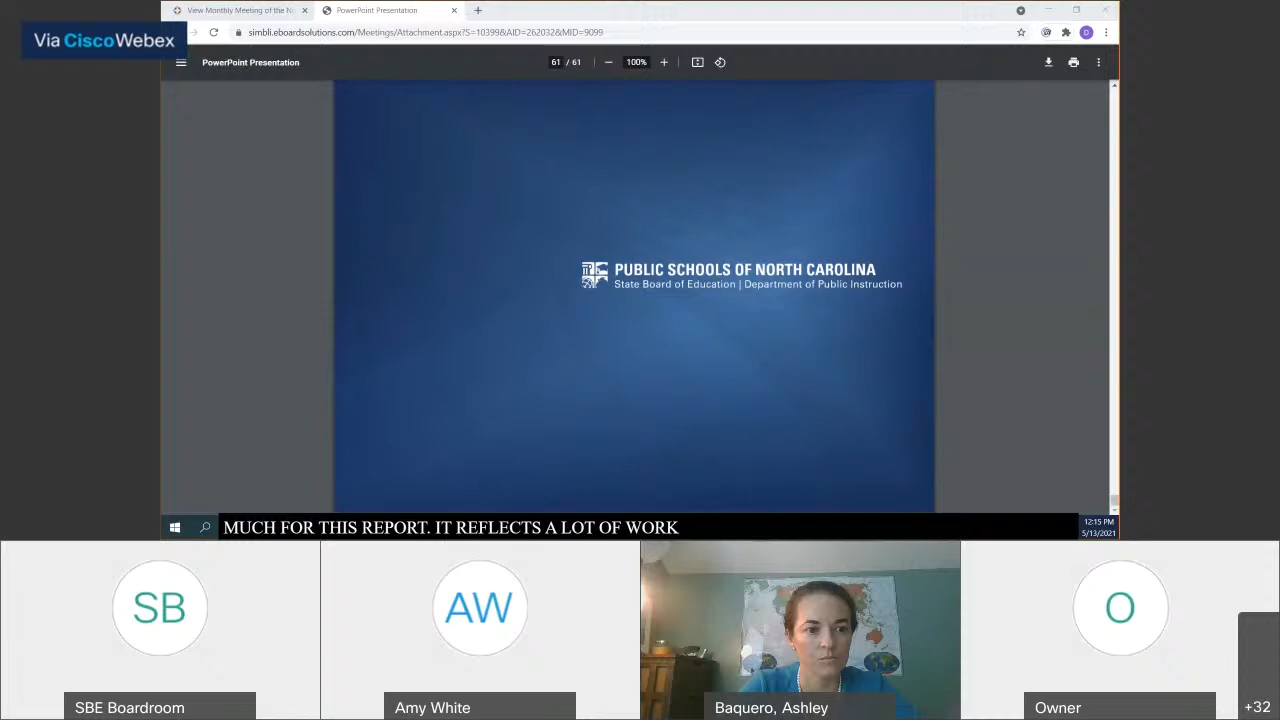 Via CiscoWebex
View Monthly Meeting of the N
PowerPoint Presentation
simbli.eboardsolutions.com/Meetings/Attachment.aspx?S=10399&AID=262032&MID=9099
D
PowerPoint Presentation
61 / 61
100%
PUBLIC SCHOOLS OF NORTH CAROLINA
State Board of Education | Department of Public Instruction
MUCH FOR THIS REPORT. IT REFLECTS A LOT OF WORK
12:15 PM
5/13/2021
SB
AW
O
SBE Boardroom
Amy White
Baquero, Ashley
Owner
+32